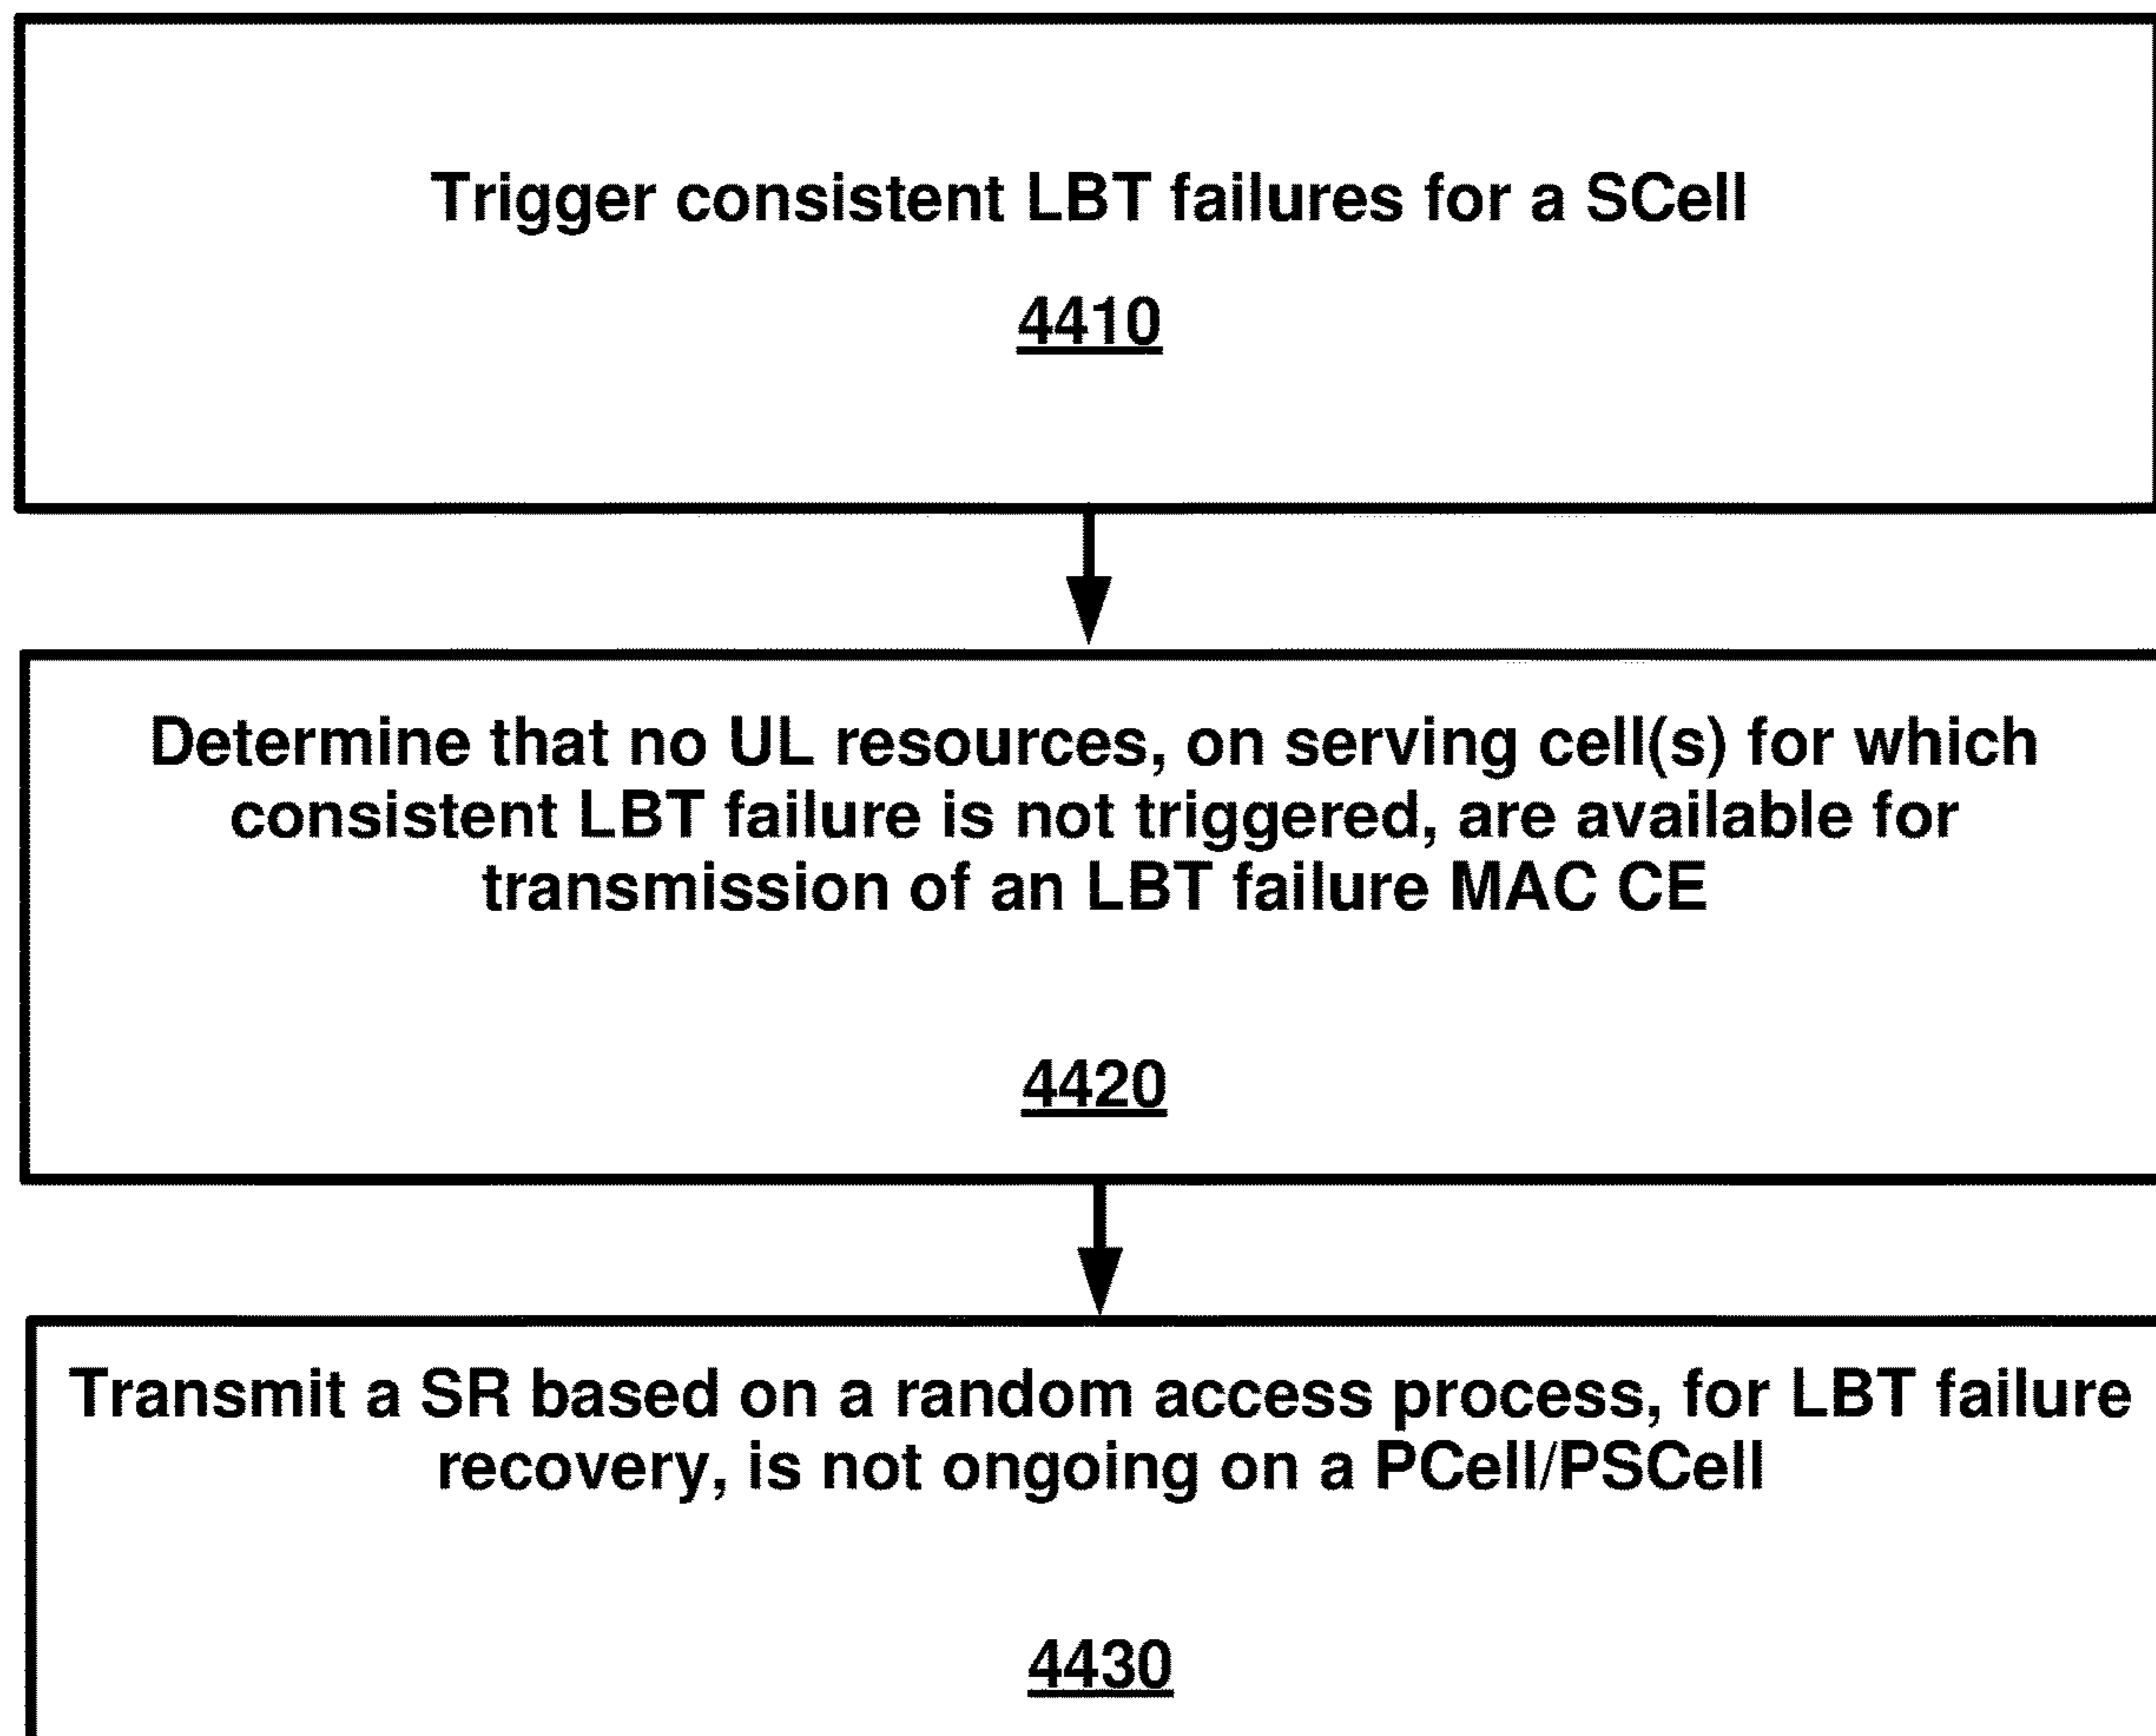 Trigger consistent LBT failures for a SCell
4410
Determine that no UL resources, on serving cell(s) for which
consistent LBT failure is not triggered, are available for
transmission of an LBT failure MAC CE
4420
Transmit a SR based on a random access process, for LBT failure
recovery, is not ongoing on a PCell/PSCell
4430